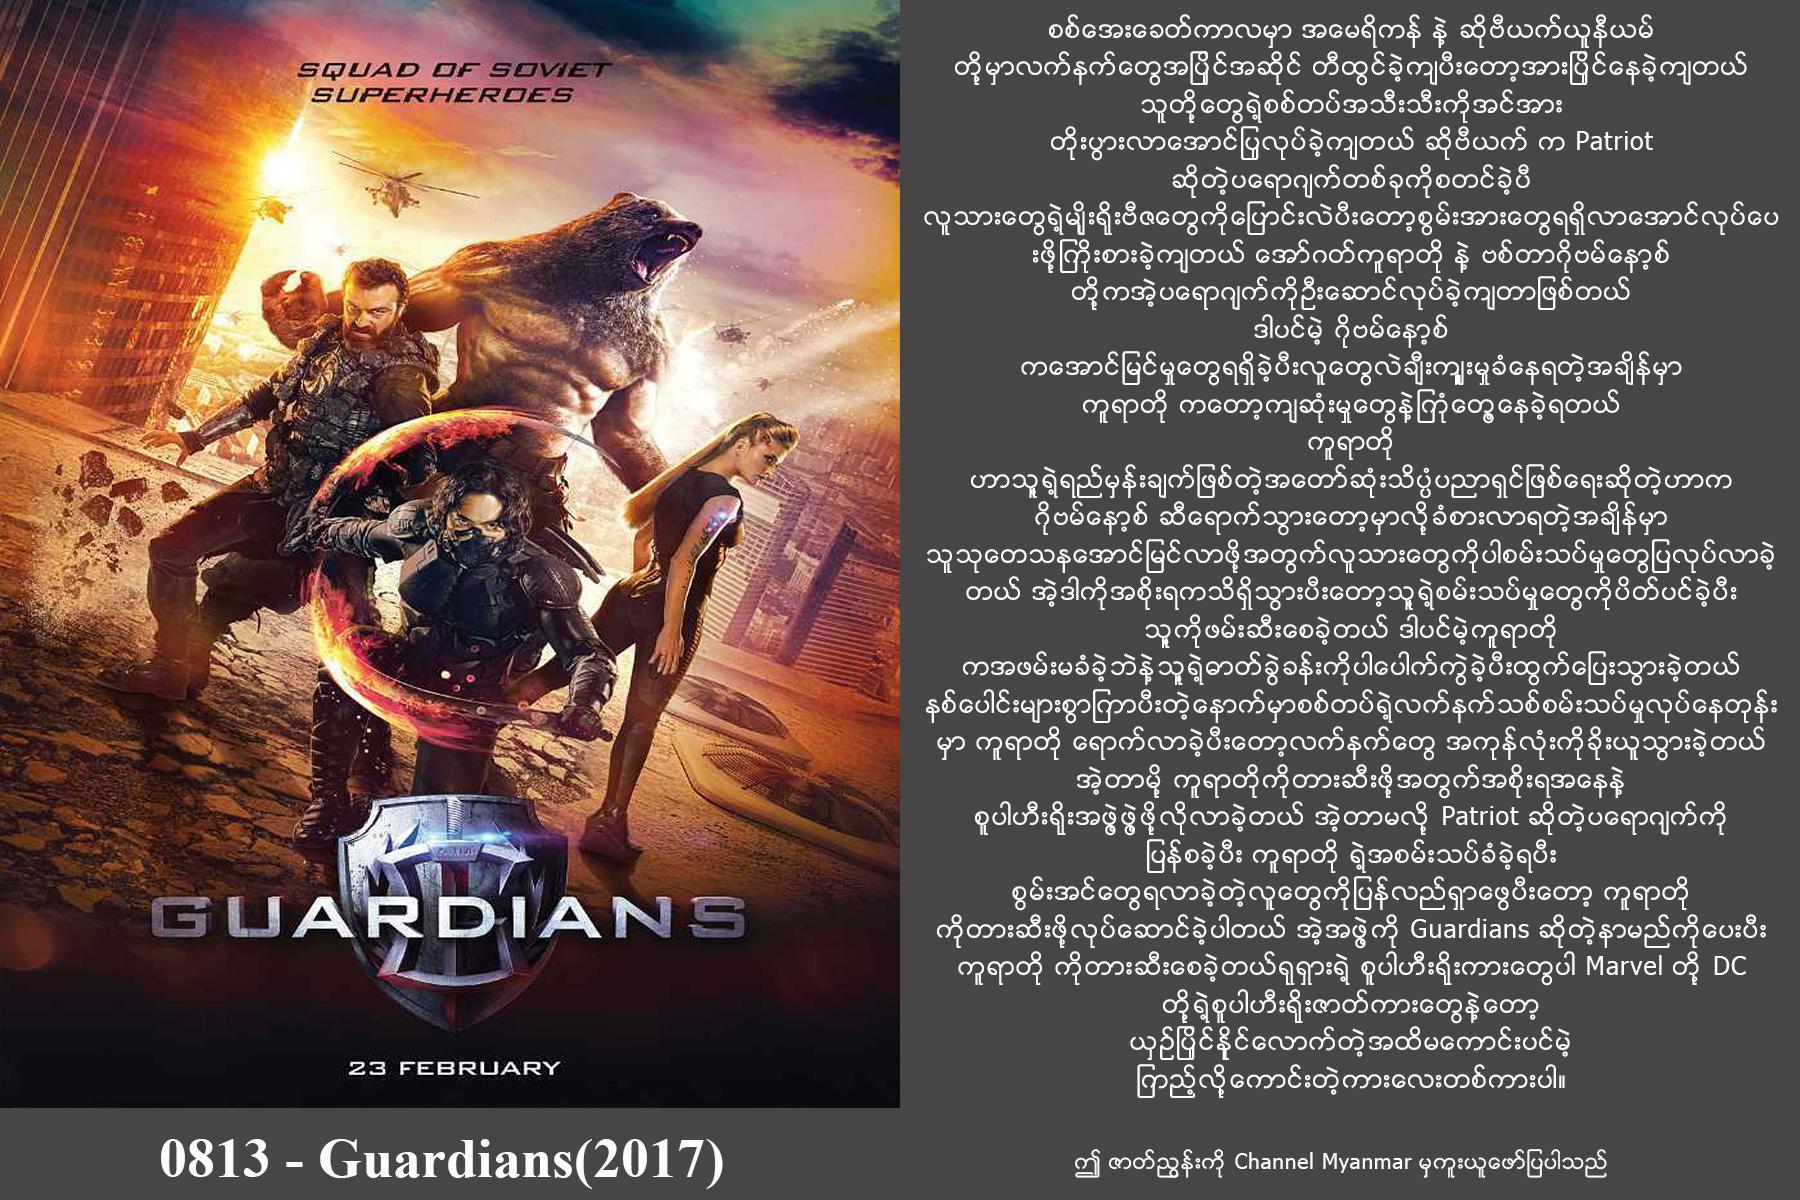 SQUAD OF SOVIET
SUPERHEROES
GUARDIANS
23 FEBRUARY
0813 - Guardians(2017)
စစ်အေးခေတ်ကာလမှာ အမေရိကန် နဲ့ ဆိုဗီယက်ယူနီယမ်
တို့မှာလက်နက်တွေအပြိုင်အဆိုင် တီထွင်ခဲ့ကျပီးတော့အားပြိုင်နေခဲ့ကျတယ်
သူတို့တွေရဲ့စစ်တပ်အသီးသီးကိုအင်အား
တိုးပွားလာအောင်ပြုလုပ်ခဲ့ကျတယ် ဆိုဗီယက် က Patriot
ဆိုတဲ့ပရောဂျက်တစ်ခုကိုစတင်ခဲ့ပီ
လူသားတွေရဲ့မျိုးရိုးဗီဇတွေကိုပြောင်းလဲပီးတော့စွမ်းအားတွေရရှိလာအောင်လုပ်ပေ
းဖို့ကြိုးစားခဲ့ကျတယ် အော်ဂတ်ကူရာတို နဲ့ ဗစ်တာဂိုဗမ်နော့စ်
တို့ကအဲ့ပရောဂျက်ကိုဦးဆောင်လုပ်ခဲ့ကျတာဖြစ်တယ်
ဒါပင်မဲ့ ဂိုဗမ်နော့စ်
ကအောင်မြင်မှုတွေရရှိခဲ့ပီးလူတွေလဲချီးကျူးမှုခံနေရတဲ့အချိန်မှာ
ကူရာတို ကတော့ကျဆုံးမှုတွေနဲ့ကြုံတွေ့နေခဲ့ရတယ်
ကူရာတို
ဟာသူရဲ့ရည်မှန်းချက်ဖြစ်တဲ့အတော်ဆုံးသိပ္ပံပညာရှင်ဖြစ်ရေးဆိုတဲ့ဟာက
ဂိုဗမ်နော့စ် ဆီရောက်သွားတော့မှာလို့ခံစားလာရတဲ့အချိန်မှာ
သူသုတေသနအောင်မြင်လာဖို့အတွက်လူသားတွေကိုပါစမ်းသပ်မှုတွေပြုလုပ်လာခဲ့
တယ် အဲ့ဒါကိုအစိုးရကသိရှိသွားပီးတော့သူရဲ့စမ်းသပ်မှုတွေကိုပိတ်ပင်ခဲ့ပီး
သူ့ကိုဖမ်းဆီးစေခဲ့တယ် ဒါပင်မဲ့ကူရာတို
ကအဖမ်းမခံခဲ့ဘဲနဲ့သူရဲ့ဓာတ်ခွဲခန်းကိုပါပေါက်ကွဲခဲ့ပီးထွက်ပြေးသွားခဲ့တယ်
နစ်ပေါင်းများစွာကြာပီးတဲ့နောက်မှာစစ်တပ်ရဲ့လက်နက်သစ်စမ်းသပ်မှုလုပ်နေတုန်း
မှာ ကူရာတို ရောက်လာခဲ့ပီးတော့လက်နက်တွေ အကုန်လုံးကိုခိုးယူသွားခဲ့တယ်
အဲ့တာမို့ ကူရာတိုကိုတားဆီးဖို့အတွက်အစိုးရအနေနဲ့
စူပါဟီးရိုးအဖွဲ့ဖွဲ့ဖို့လိုလာခဲ့တယ် အဲ့တာမလို့ Patriot ဆိုတဲ့ပရောဂျက်ကို
ပြန်စခဲ့ပီး ကူရာတို ရဲ့အစမ်းသပ်ခံခဲ့ရပီး
စွမ်းအင်တွေရလာခဲ့တဲ့လူတွေကိုပြန်လည်ရှာဖွေပီးတော့ ကူရာတို
ကိုတားဆီးဖို့လုပ်ဆောင်ခဲ့ပါတယ် အဲ့အဖွဲ့ကို Guardians ဆိုတဲ့နာမည်ကိုပေးပီး
ကူရာတို ကိုတားဆီးစေခဲ့တယ်ရုရှားရဲ့ စူပါဟီးရိုးကားတွေပါ Marvel တို့ DC
တို့ရဲ့စူပါဟီးရိုးဇာတ်ကားတွေနဲ့တော့
ယှဉ်ပြိုင်နိုင်လောက်တဲ့အထိမကောင်းပင်မဲ့
ကြည့်လို့ကောင်းတဲ့ကားလေးတစ်ကားပါ။
ဤ ဇာတ်ညွှန်းကို Channel Myanmar မှကူးယူဖော်ပြပါသည်